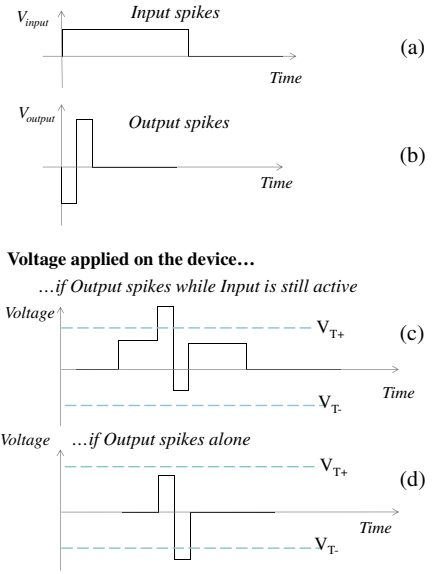 Input spikes
V_input
(a)
Time
V_output
Output spikes
(b)
Time
Voltage applied on the device…
…if Output spikes while Input is still active
Voltage
V_T+
(c)
V_T-
Time
Voltage …if Output spikes alone
V_T+
(d)
Time
V_T-